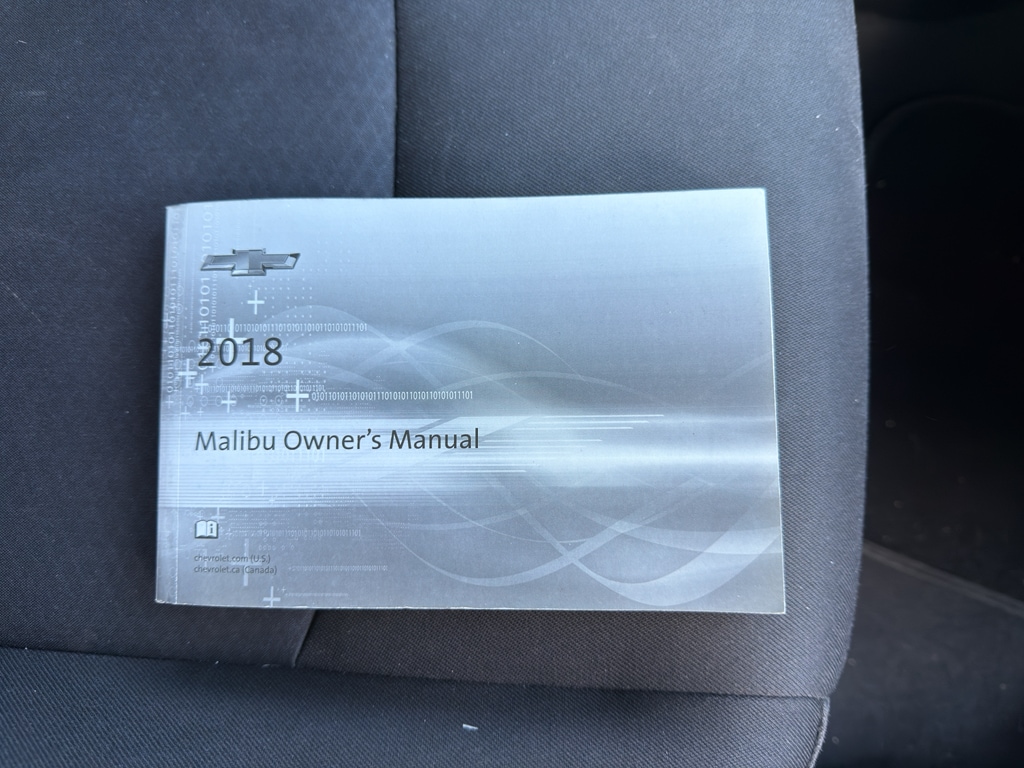 2018
Malibu Owner's Manual
chevrolet.com (U.S.)
chevrolet.ca (Canada)